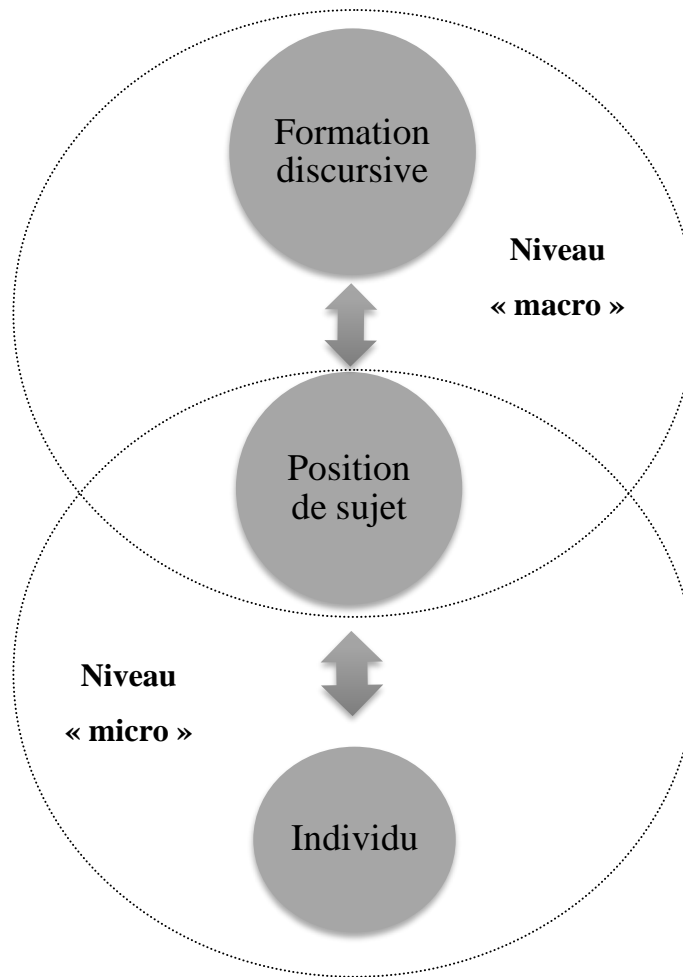 Formation
discursive
Niveau
« macro »
Position
de sujet
Niveau
« micro »
Individu